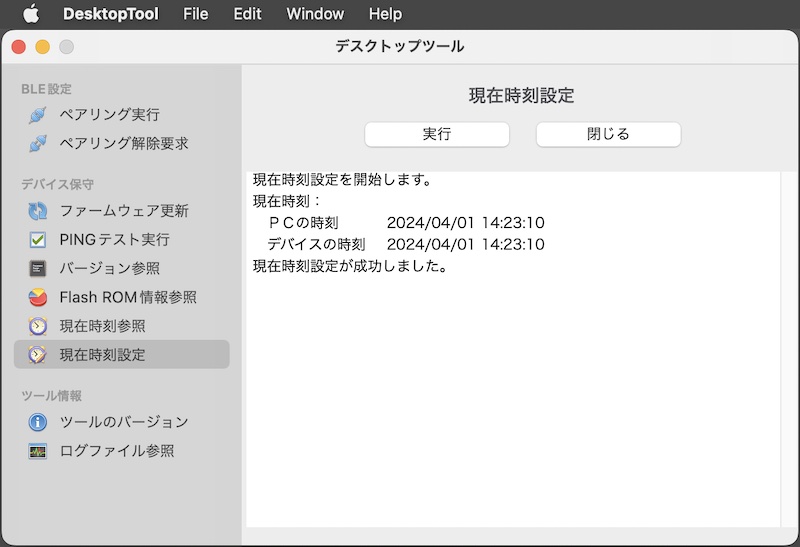 DesktopTool File Edit Window Help
デスクトップツール
BLE設定
ペアリング実行
ペアリング解除要求
デバイス保守
ファームウェア更新
PINGテスト実行
バージョン参照
Flash ROM情報参照
現在時刻参照
現在時刻設定
ツール情報
ツールのバージョン
ログファイル参照
現在時刻設定
実行 閉じる
現在時刻設定を開始します。
現在時刻：
ＰＣの時刻 2024/04/01 14:23:10
デバイスの時刻 2024/04/01 14:23:10
現在時刻設定が成功しました。